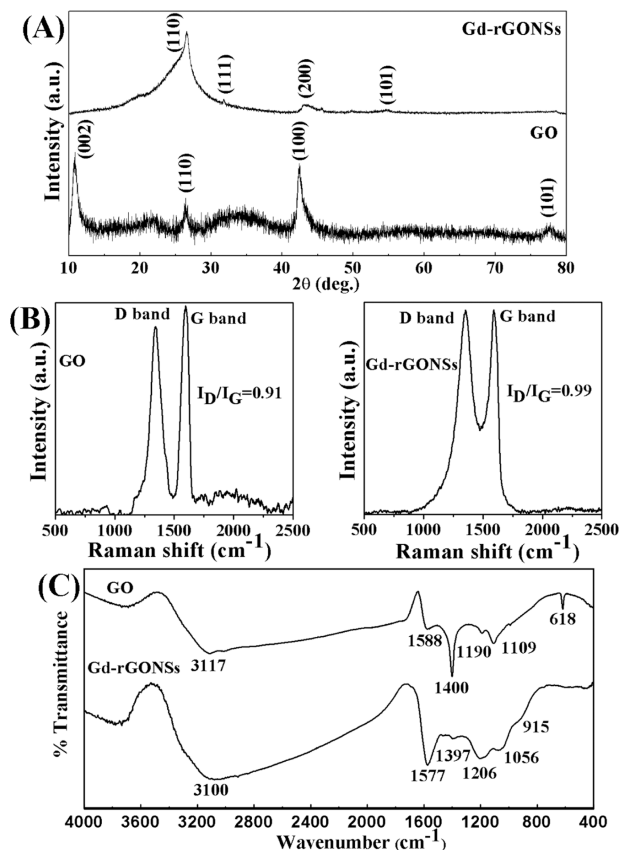 (A)
Gd-rGONSs
(110)
(111)
(200)
(101)
GO
(002)
(110)
(100)
(101)
Intensity (a.u.)
10 20 30 40 50 60 70 80
2θ (deg.)
(B)
D band
G band
GO
I_D/I_G=0.91
Intensity (a.u.)
500 1000 1500 2000 2500
Raman shift (cm⁻¹)
D band
G band
Gd-rGONSs
I_D/I_G=0.99
Intensity (a.u.)
500 1000 1500 2000 2500
Raman shift (cm⁻¹)
(C)
GO
3117
1588
1400
1190
1109
618
Gd-rGONSs
3100
1577
1397
1206
1056
915
% Transmittance
4000 3600 3200 2800 2400 2000 1600 1200 800 400
Wavenumber (cm⁻¹)